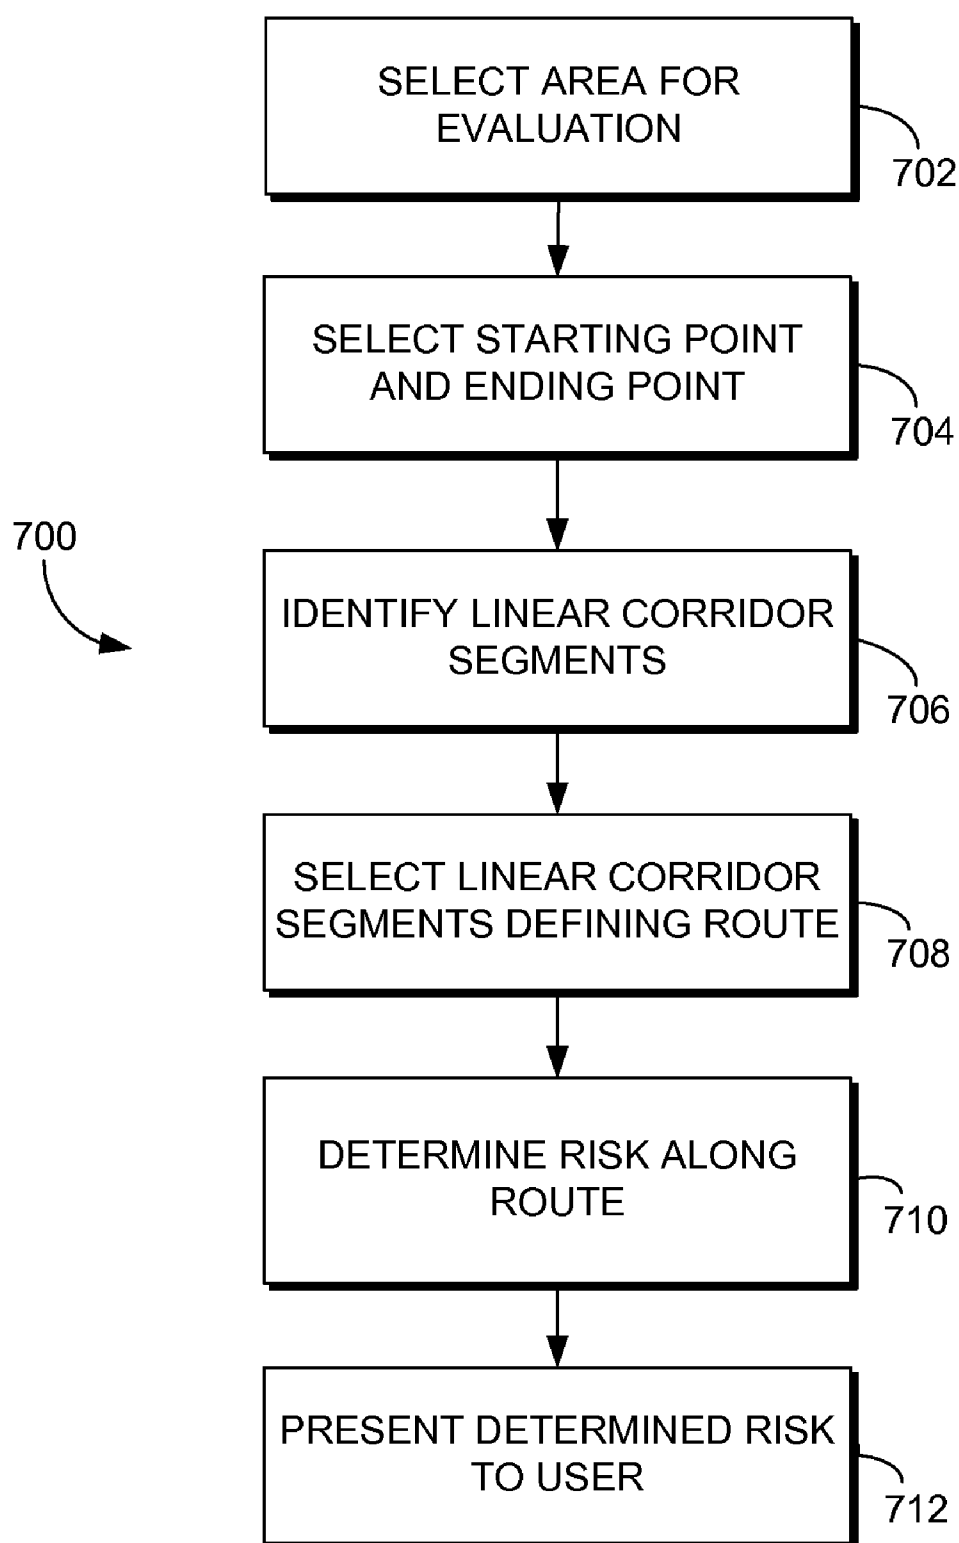 SELECT AREA FOR
EVALUATION
702
SELECT STARTING POINT
AND ENDING POINT
704
700
IDENTIFY LINEAR CORRIDOR
SEGMENTS
706
SELECT LINEAR CORRIDOR
SEGMENTS DEFINING ROUTE
708
DETERMINE RISK ALONG
ROUTE
710
PRESENT DETERMINED RISK
TO USER
712